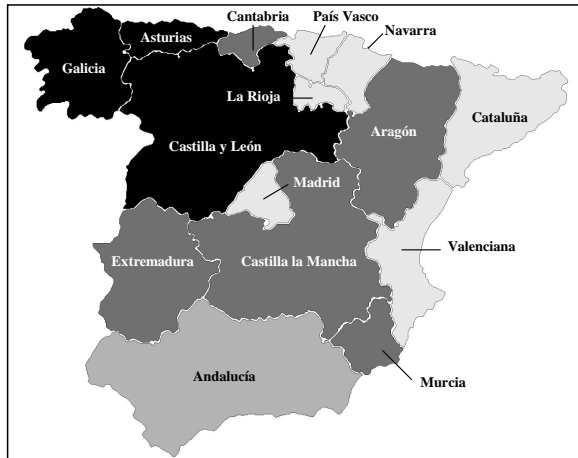 Cantabria
País Vasco
Asturias
Navarra
Galicia
La Rioja
Cataluña
Aragón
Castilla y León
Madrid
Valenciana
Extremadura
Castilla la Mancha
Andalucía
Murcia